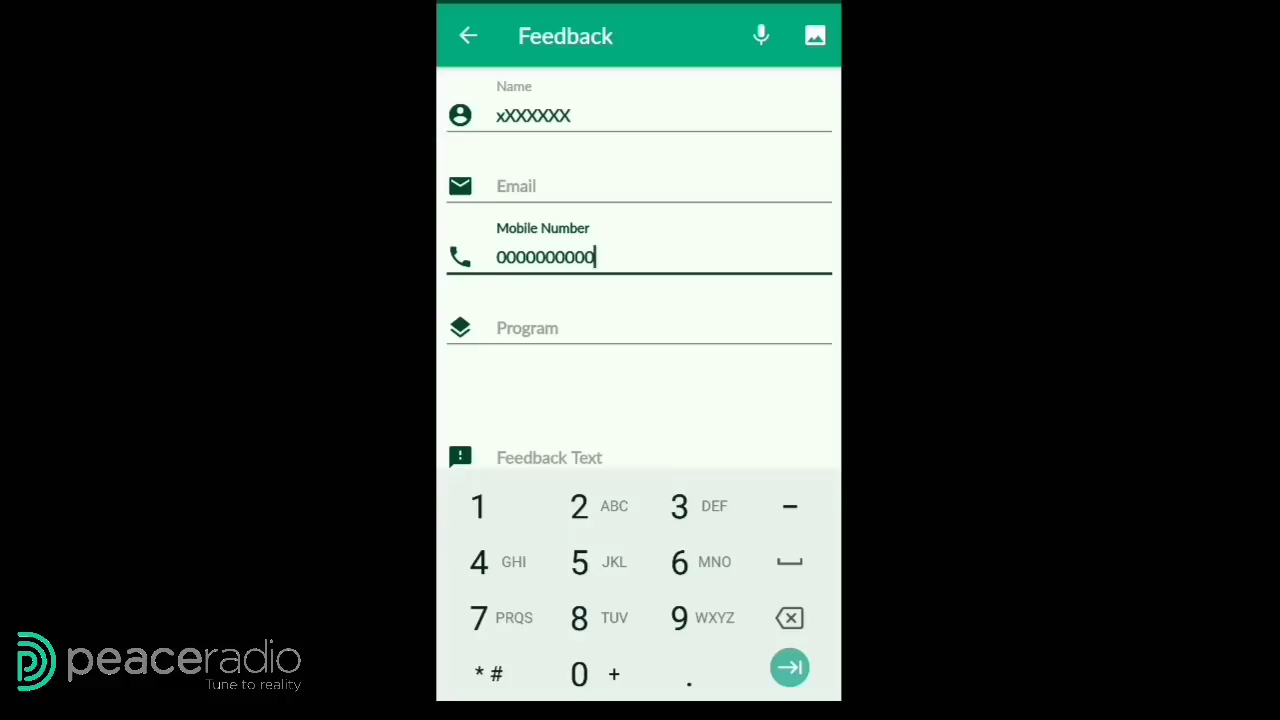 Feedback
Name
xXXXXXX
Email
Mobile Number
0000000000
Program
Feedback Text
1 2 ABC 3 DEF -
4 GHI 5 JKL 6 MNO
7 PRQS 8 TUV 9 WXYZ
* # 0 + .
peaceradio
Tune to reality